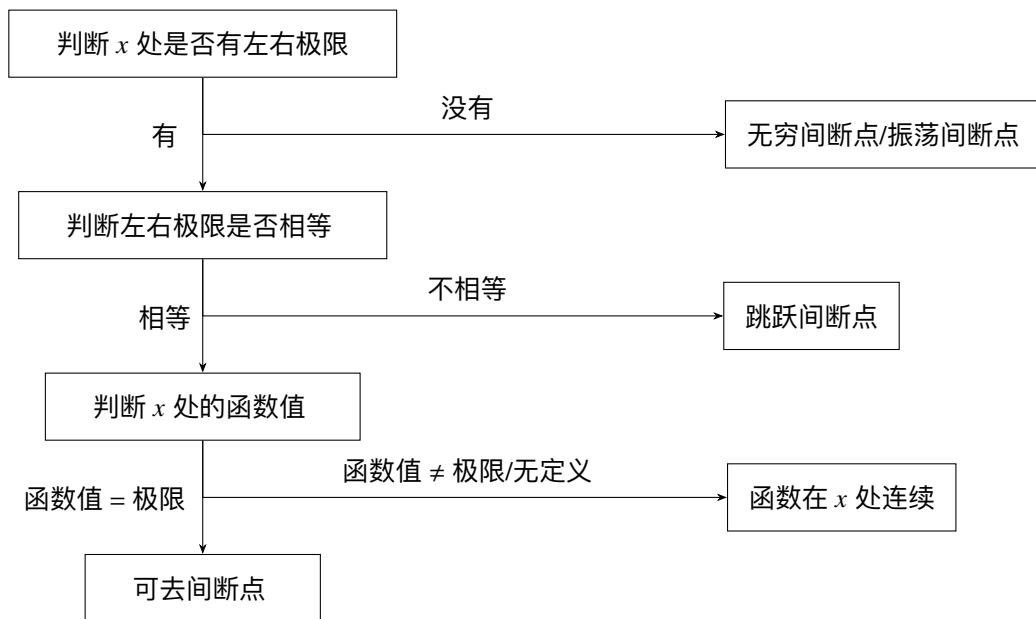 判断 x 处是否有左右极限
没有
有
无穷间断点/振荡间断点
判断左右极限是否相等
不相等
相等
跳跃间断点
判断 x 处的函数值
函数值 ≠ 极限/无定义
函数值 = 极限
函数在 x 处连续
可去间断点